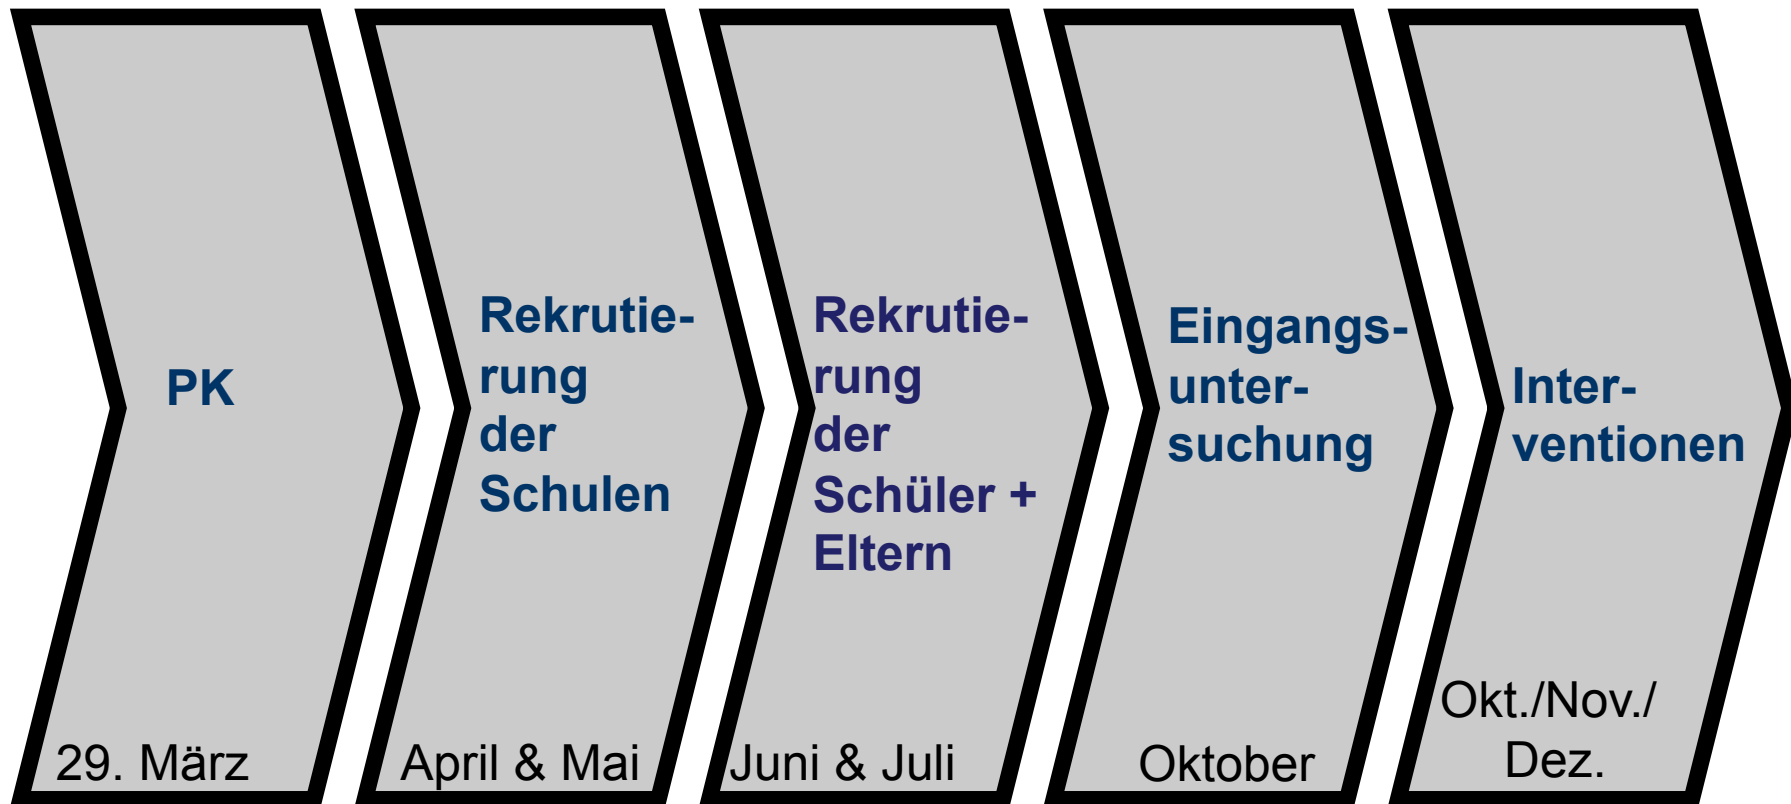 PK
29. März
Rekrutie-
rung
der
Schulen
April & Mai
Rekrutie-
rung
der
Schüler +
Eltern
Juni & Juli
Eingangs-
unter-
suchung
Oktober
Inter-
ventionen
Okt./Nov./
Dez.